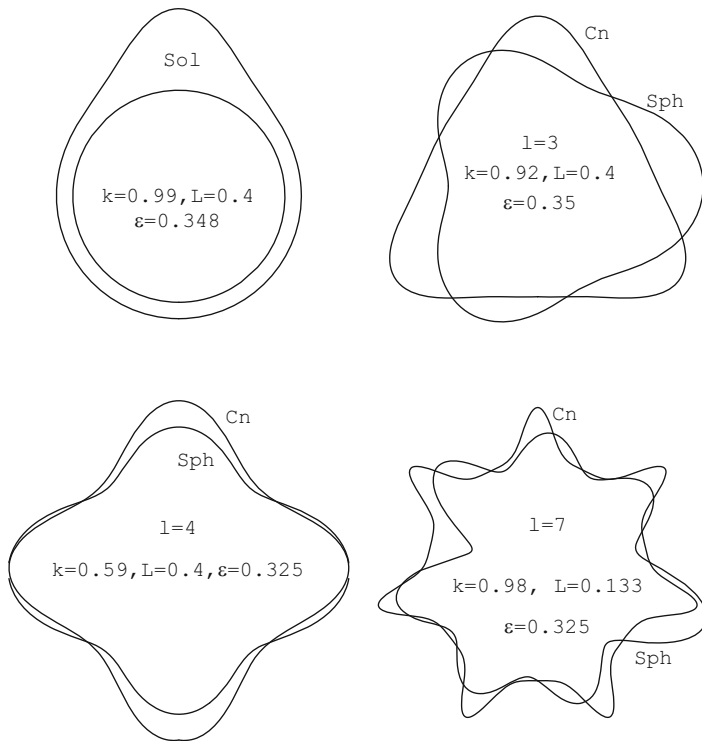 Sol
k=0.99,L=0.4
ε=0.348
Cn
Sph
l=3
k=0.92,L=0.4
ε=0.35
Cn
Sph
l=4
k=0.59,L=0.4,ε=0.325
Cn
l=7
k=0.98, L=0.133
ε=0.325
Sph